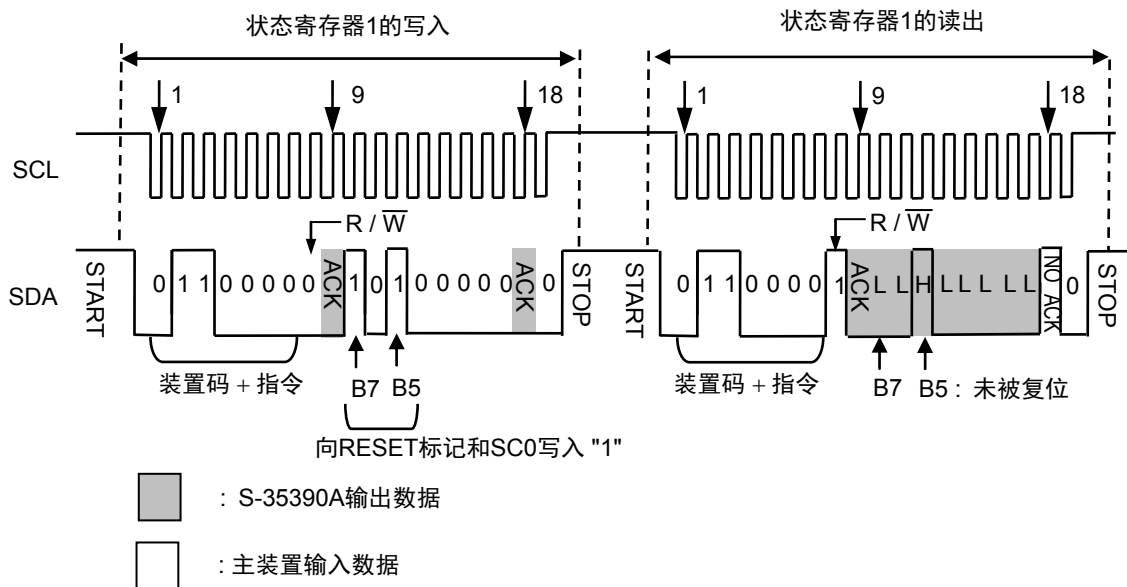 状态寄存器1的写入
状态寄存器1的读出
1 9 18 1 9 18
SCL
R / W
R / W
SDA
START 0 1 1 0 0 0 0 0 ACK 1 0 1 0 0 0 0 0 ACK 0 STOP START 0 1 1 0 0 0 0 1 ACK L L H L L L L L NO ACK 0 STOP
装置码 + 指令
B7 B5
装置码 + 指令
B7 B5 : 未被复位
向RESET标记和SC0写入 "1"
: S-35390A输出数据
: 主装置输入数据